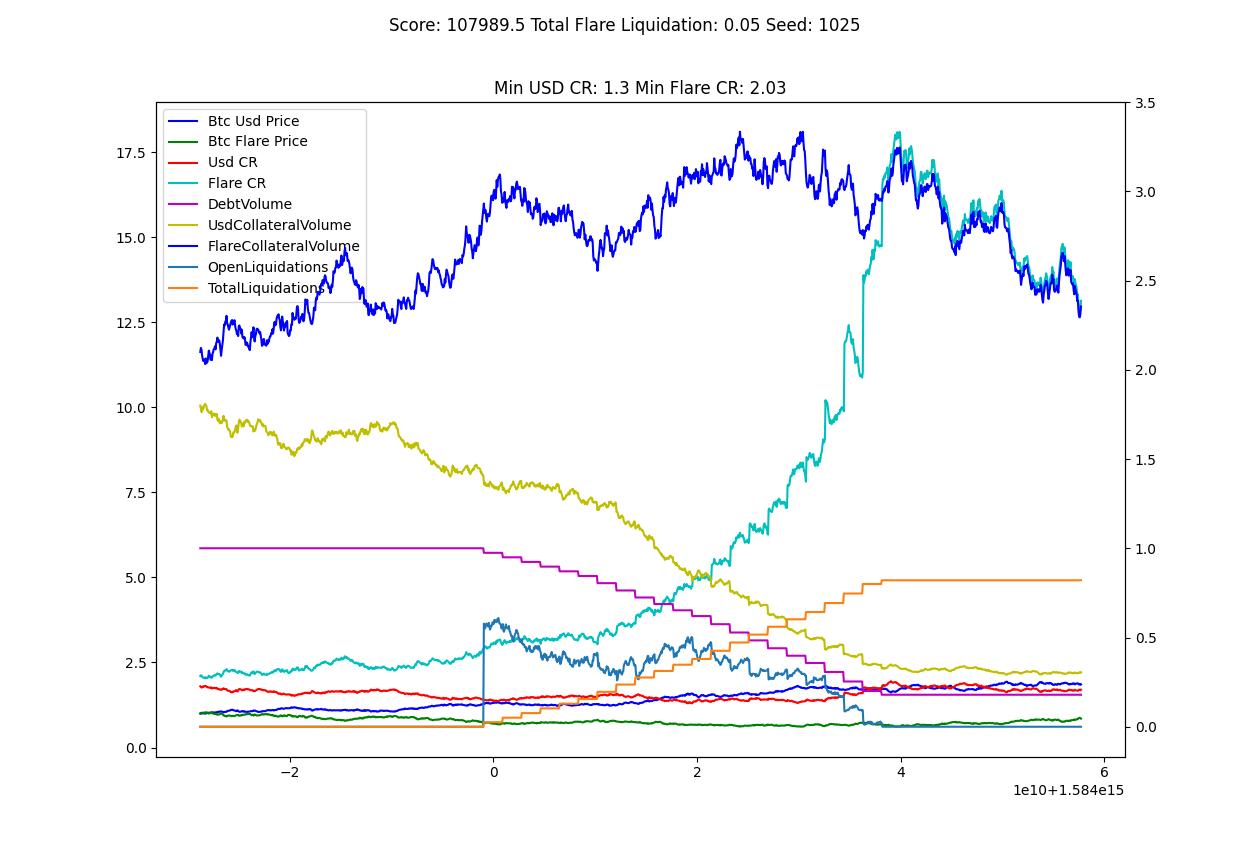 Score: 107989.5 Total Flare Liquidation: 0.05 Seed: 1025
Min USD CR: 1.3 Min Flare CR: 2.03
Btc Usd Price
Btc Flare Price
Usd CR
Flare CR
DebtVolume
UsdCollateralVolume
FlareCollateralVolume
OpenLiquidations
TotalLiquidations
17.5
15.0
12.5
10.0
7.5
5.0
2.5
0.0
3.5
3.0
2.5
2.0
1.5
1.0
0.5
0.0
−2 0 2 4 6
1e10+1.584e15